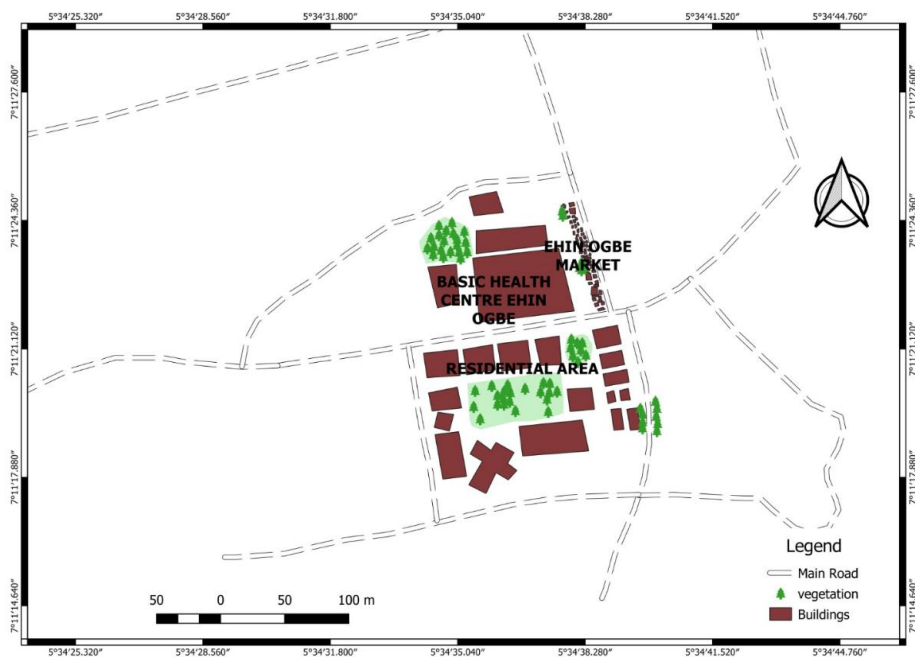 5°34'25.320" 5°34'28.560" 5°34'31.800" 5°34'35.040" 5°34'38.280" 5°34'41.520" 5°34'44.760"
7°11'27.600" 7°11'27.600"
7°11'24.360" 7°11'24.360"
EHIN OGBE
MARKET
BASIC HEALTH
CENTRE EHIN
OGBE
7°11'21.120" 7°11'21.120"
RESIDENTIAL AREA
7°11'17.880" 7°11'17.880"
Legend
Main Road
vegetation
Buildings
50 0 50 100 m
7°11'14.640" 7°11'14.640"
5°34'25.320" 5°34'28.560" 5°34'31.800" 5°34'35.040" 5°34'38.280" 5°34'41.520" 5°34'44.760"